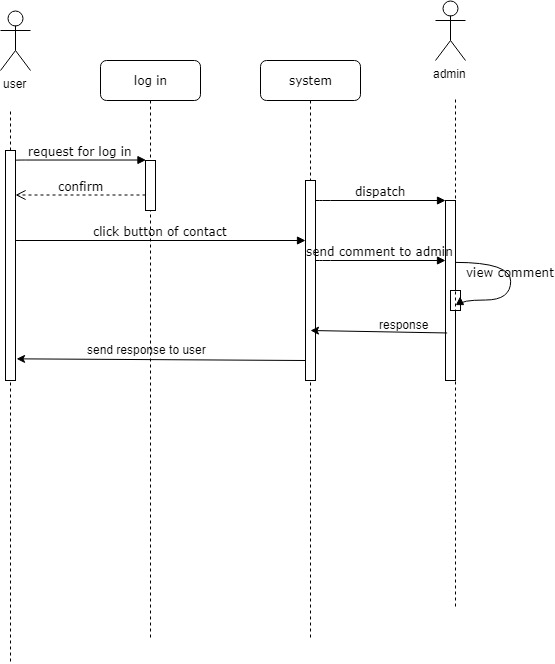 admin
log in
system
user
request for log in
confirm
dispatch
click button of contact
send comment to admin
view comment
response
send response to user